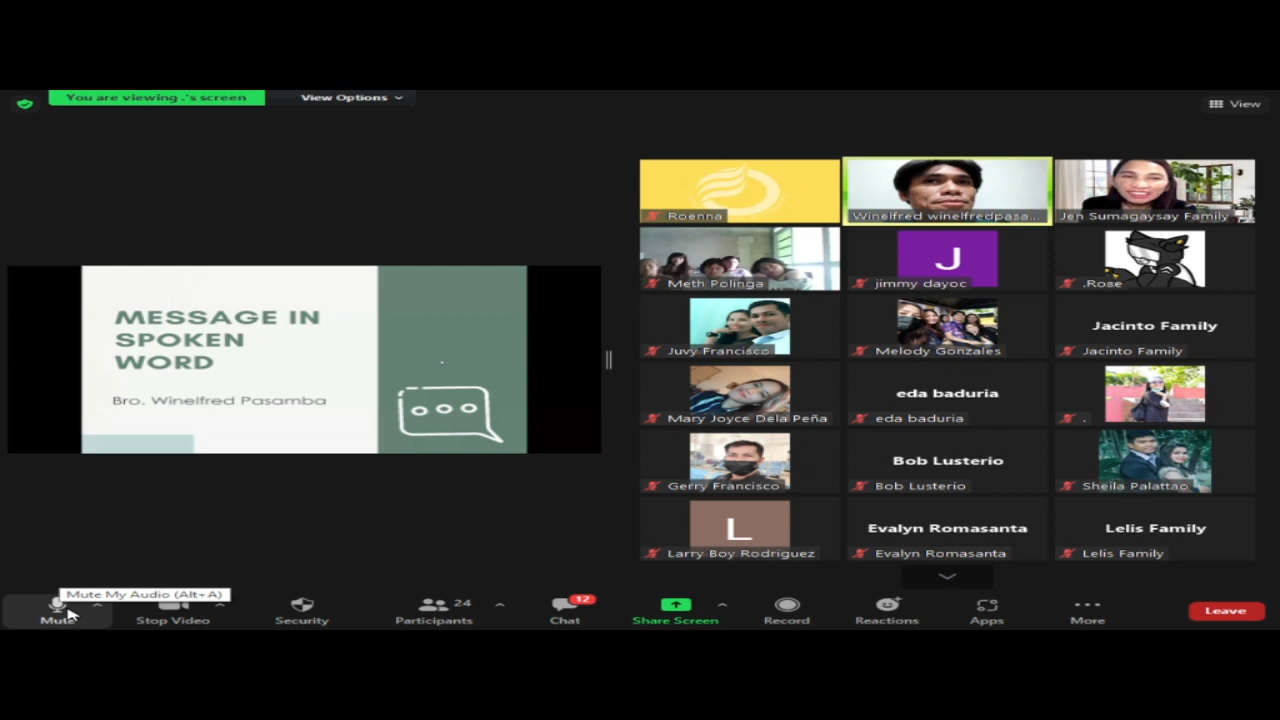 You are viewing .'s screen
View Options
View
MESSAGE IN
SPOKEN
WORD
Bro. Winelfred Pasamba
Roenna
Winelfred winelfredpasa...
Jen Sumagaysay Family
Meth Polinga
J
jimmy dayoc
.Rose
Juvy Francisco
Melody Gonzales
Jacinto Family
Jacinto Family
Mary Joyce Dela Peña
eda baduria
eda baduria
.
Gerry Francisco
Bob Lusterio
Bob Lusterio
Sheila Palattao
L
Larry Boy Rodriguez
Evalyn Romasanta
Evalyn Romasanta
Lelis Family
Lelis Family
Mute My Audio (Alt+A)
Mute
Stop Video
Security
24
Participants
12
Chat
Share Screen
Record
Reactions
Apps
More
Leave